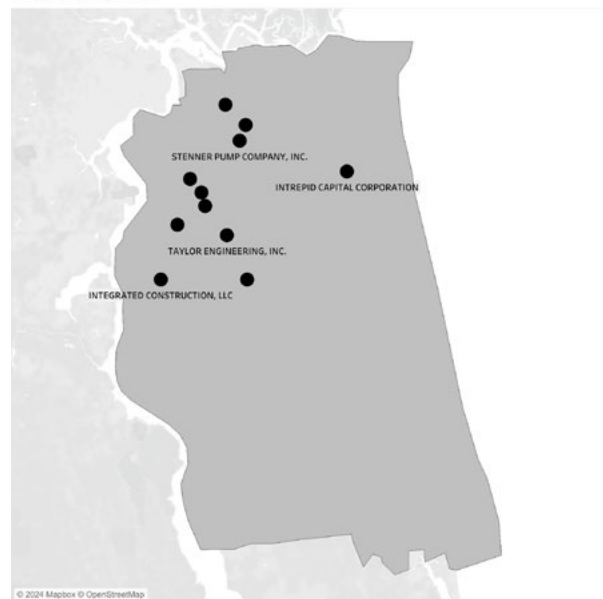 STENNER PUMP COMPANY, INC.
INTREPID CAPITAL CORPORATION
TAYLOR ENGINEERING, INC.
INTEGRATED CONSTRUCTION, LLC
© 2024 Mapbox © OpenStreetMap